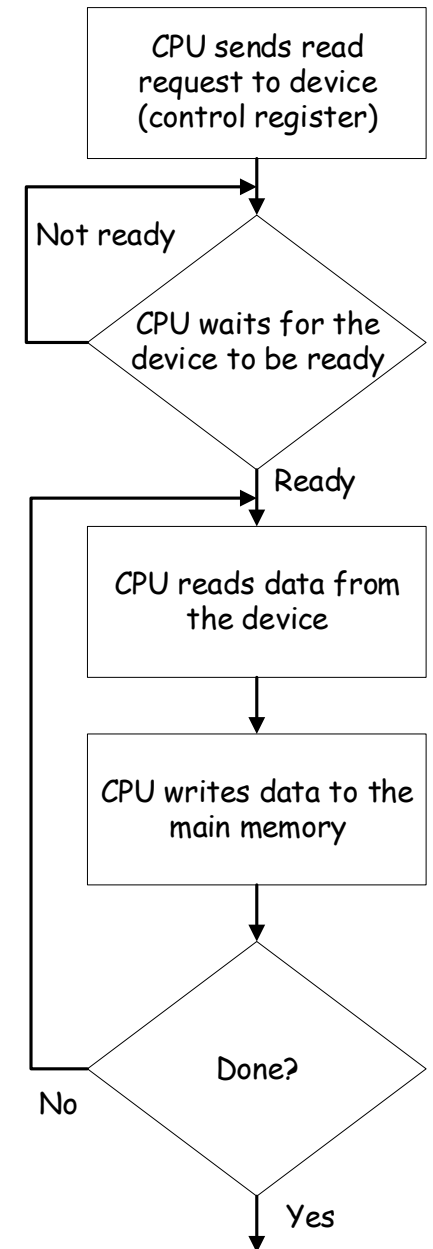 CPU sends read
request to device
(control register)
Not ready
CPU waits for the
device to be ready
Ready
CPU reads data from
the device
CPU writes data to the
main memory
Done?
No
Yes